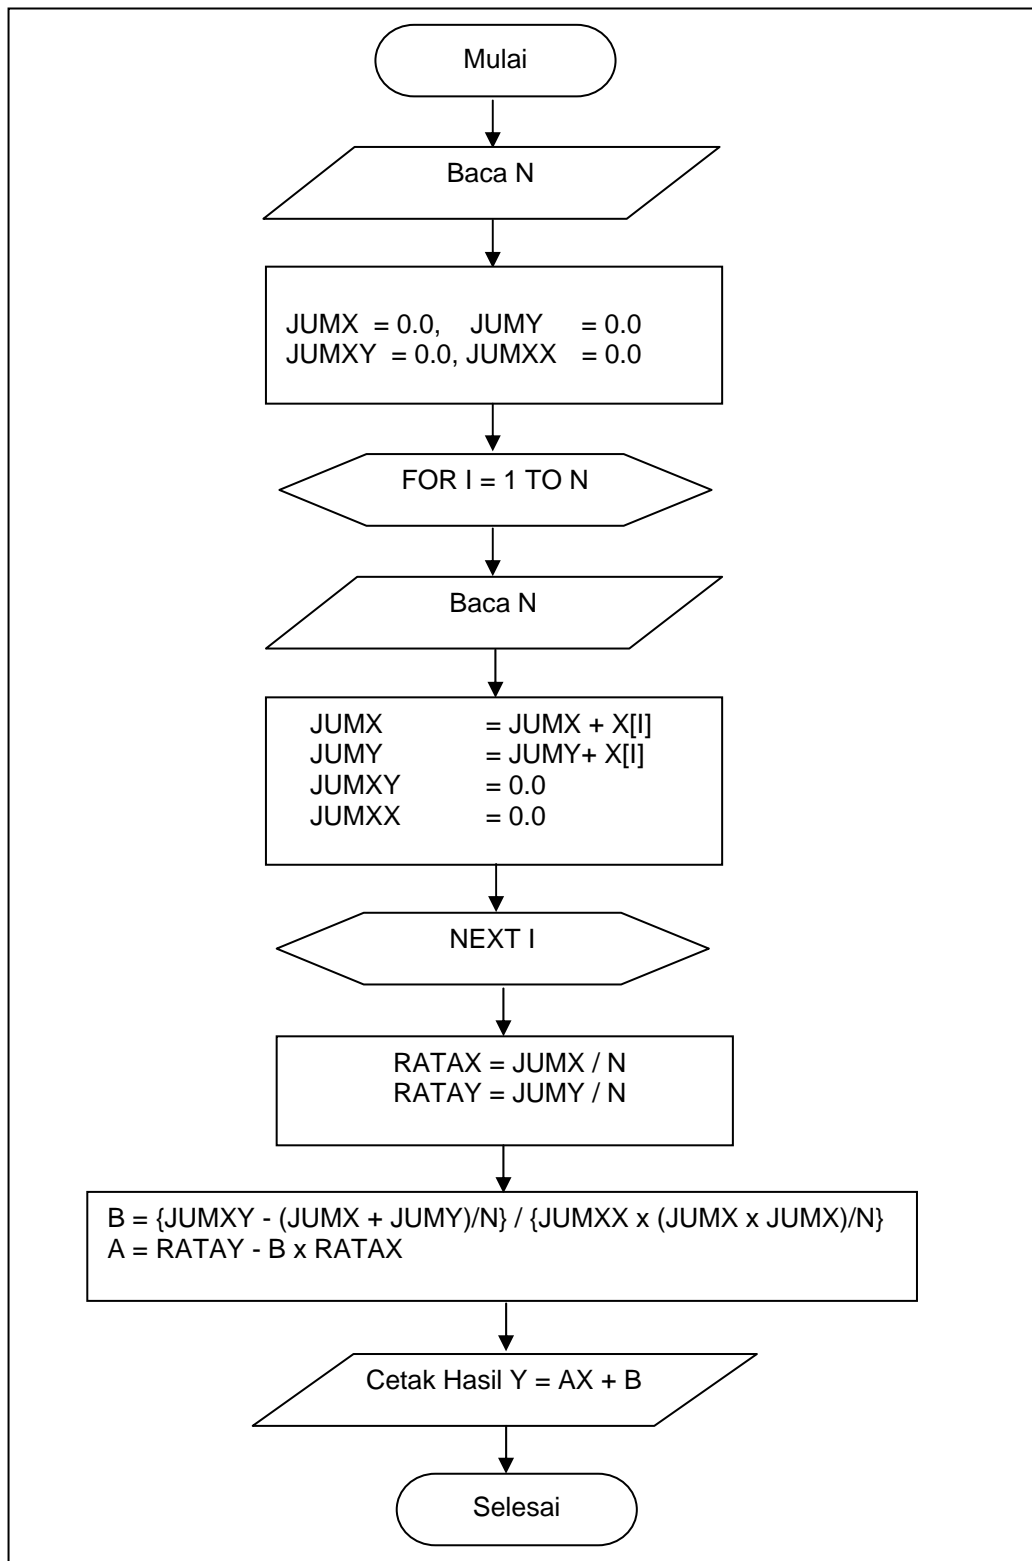 Mulai
Baca N
JUMX = 0.0, JUMY = 0.0
JUMXY = 0.0, JUMXX = 0.0
FOR I = 1 TO N
Baca N
JUMX = JUMX + X[I]
JUMY = JUMY+ X[I]
JUMXY = 0.0
JUMXX = 0.0
NEXT I
RATAX = JUMX / N
RATAY = JUMY / N
B = {JUMXY - (JUMX + JUMY)/N} / {JUMXX x (JUMX x JUMX)/N}
A = RATAY - B x RATAX
Cetak Hasil Y = AX + B
Selesai